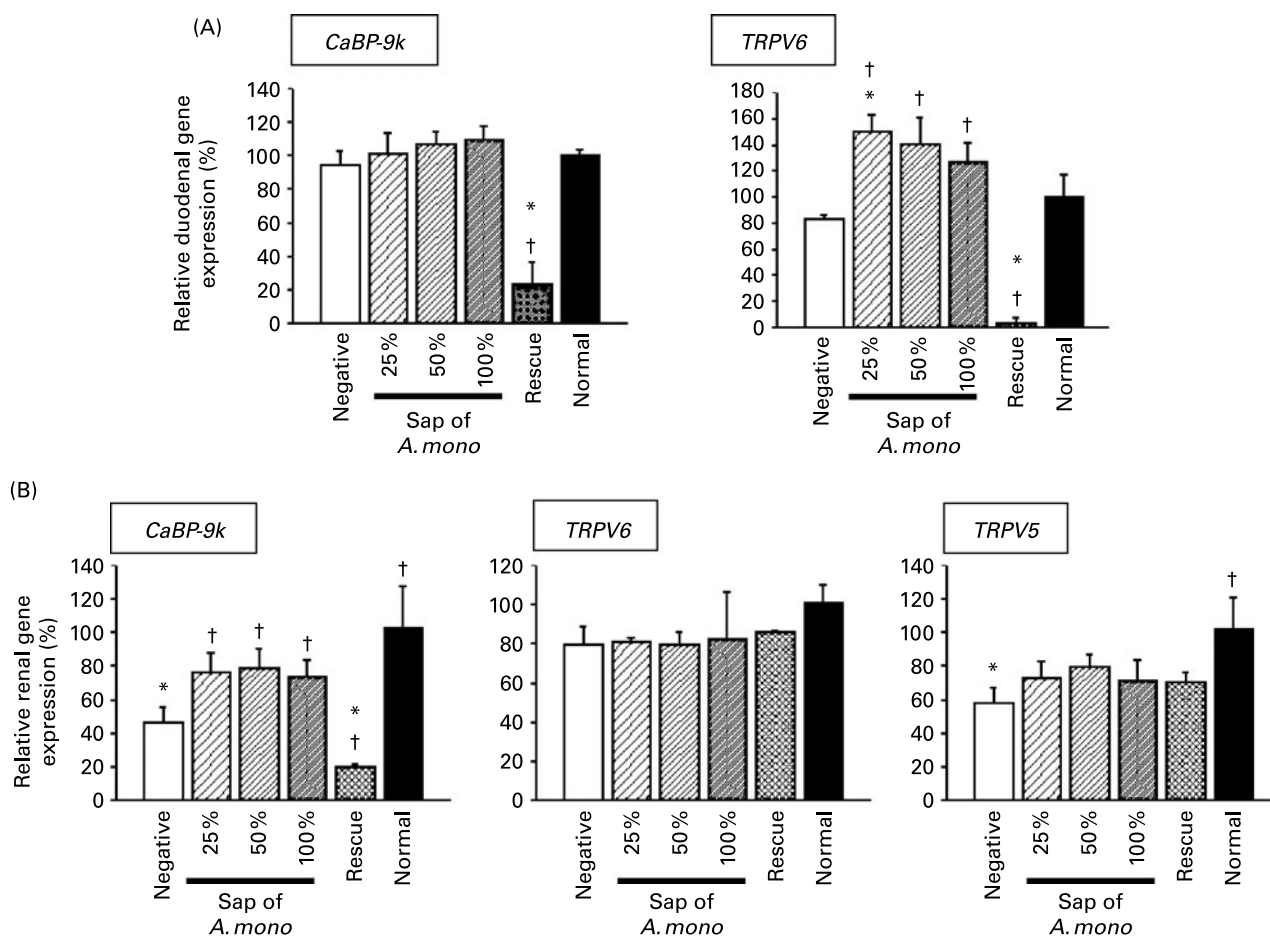 (A)
CaBP-9k
Relative duodenal gene
expression (%)
140
120
100
80
60
40
20
0
*
†
Negative
25 %
50 %
100 %
Rescue
Normal
Sap of
A. mono
TRPV6
180
160
140
120
100
80
60
40
20
0
†
*
†
†
*
†
Negative
25 %
50 %
100 %
Rescue
Normal
Sap of
A. mono
(B)
CaBP-9k
Relative renal gene
expression (%)
140
120
100
80
60
40
20
0
*
†
†
†
*
†
†
Negative
25 %
50 %
100 %
Rescue
Normal
Sap of
A. mono
TRPV6
120
100
80
60
40
20
0
Negative
25 %
50 %
100 %
Rescue
Normal
Sap of
A. mono
TRPV5
140
120
100
80
60
40
20
0
*
†
Negative
25 %
50 %
100 %
Rescue
Normal
Sap of
A. mono